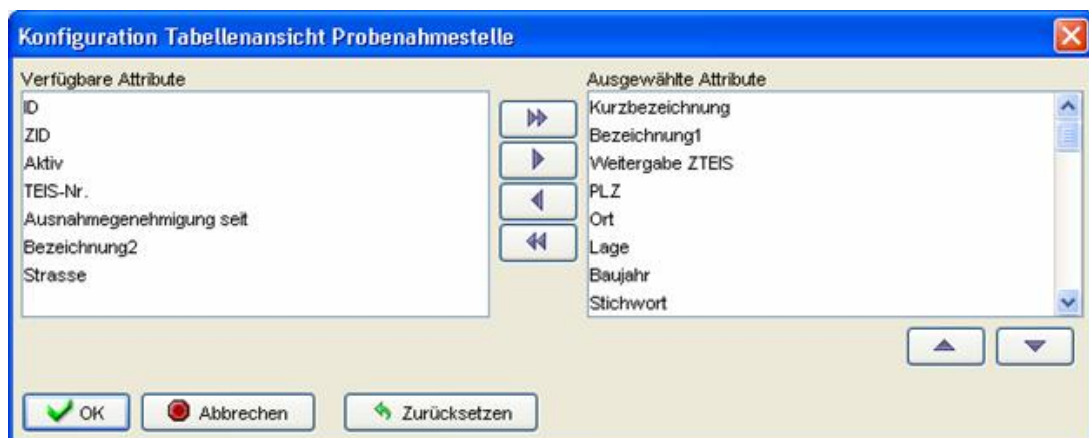 Konfiguration Tabellenansicht Probenahmestelle
Verfügbare Attribute
ID
ZID
Aktiv
TEIS-Nr.
Ausnahmegenehmigung seit
Bezeichnung2
Strasse
Ausgewählte Attribute
Kurzbezeichnung
Bezeichnung1
Weitergabe ZTEIS
PLZ
Ort
Lage
Baujahr
Stichwort
OK
Abbrechen
Zurücksetzen